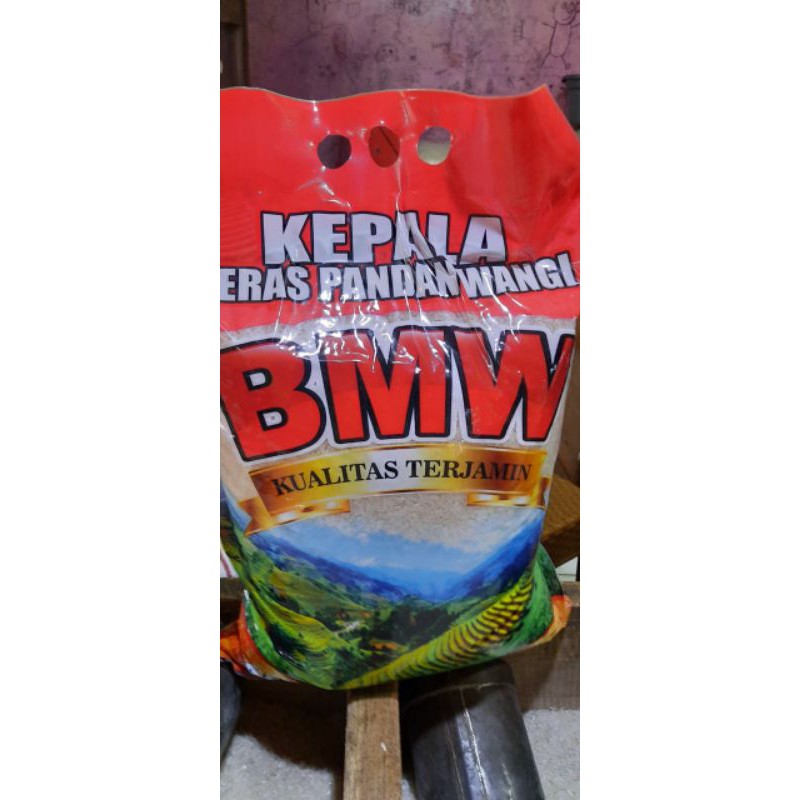 KEPALA
ERAS PANDANWANGI
BMW
KUALITAS TERJAMIN